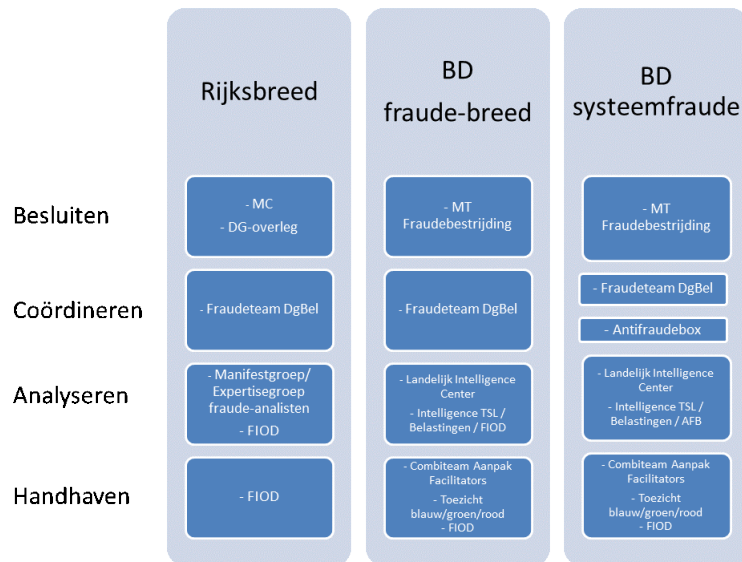 Rijksbreed
BD
fraude-breed
BD
systeemfraude
Besluiten
- MC
- DG-overleg
- MT
Fraudebestrijding
- MT
Fraudebestrijding
Coördineren
- Fraudeteam DgBel
- Fraudeteam DgBel
- Fraudeteam DgBel
- Antifraudebox
Analyseren
- Manifestgroep/
Expertisegroep
fraude-analisten
- FIOD
- Landelijk Intelligence
Center
- Intelligence TSL /
Belastingen / FIOD
- Landelijk Intelligence
Center
- Intelligence TSL /
Belastingen / AFB
Handhaven
- FIOD
- Combiteam Aanpak
Facilitators
- Toezicht
blauw/groen/rood
- FIOD
- Combiteam Aanpak
Facilitators
- Toezicht
blauw/groen/rood
- FIOD